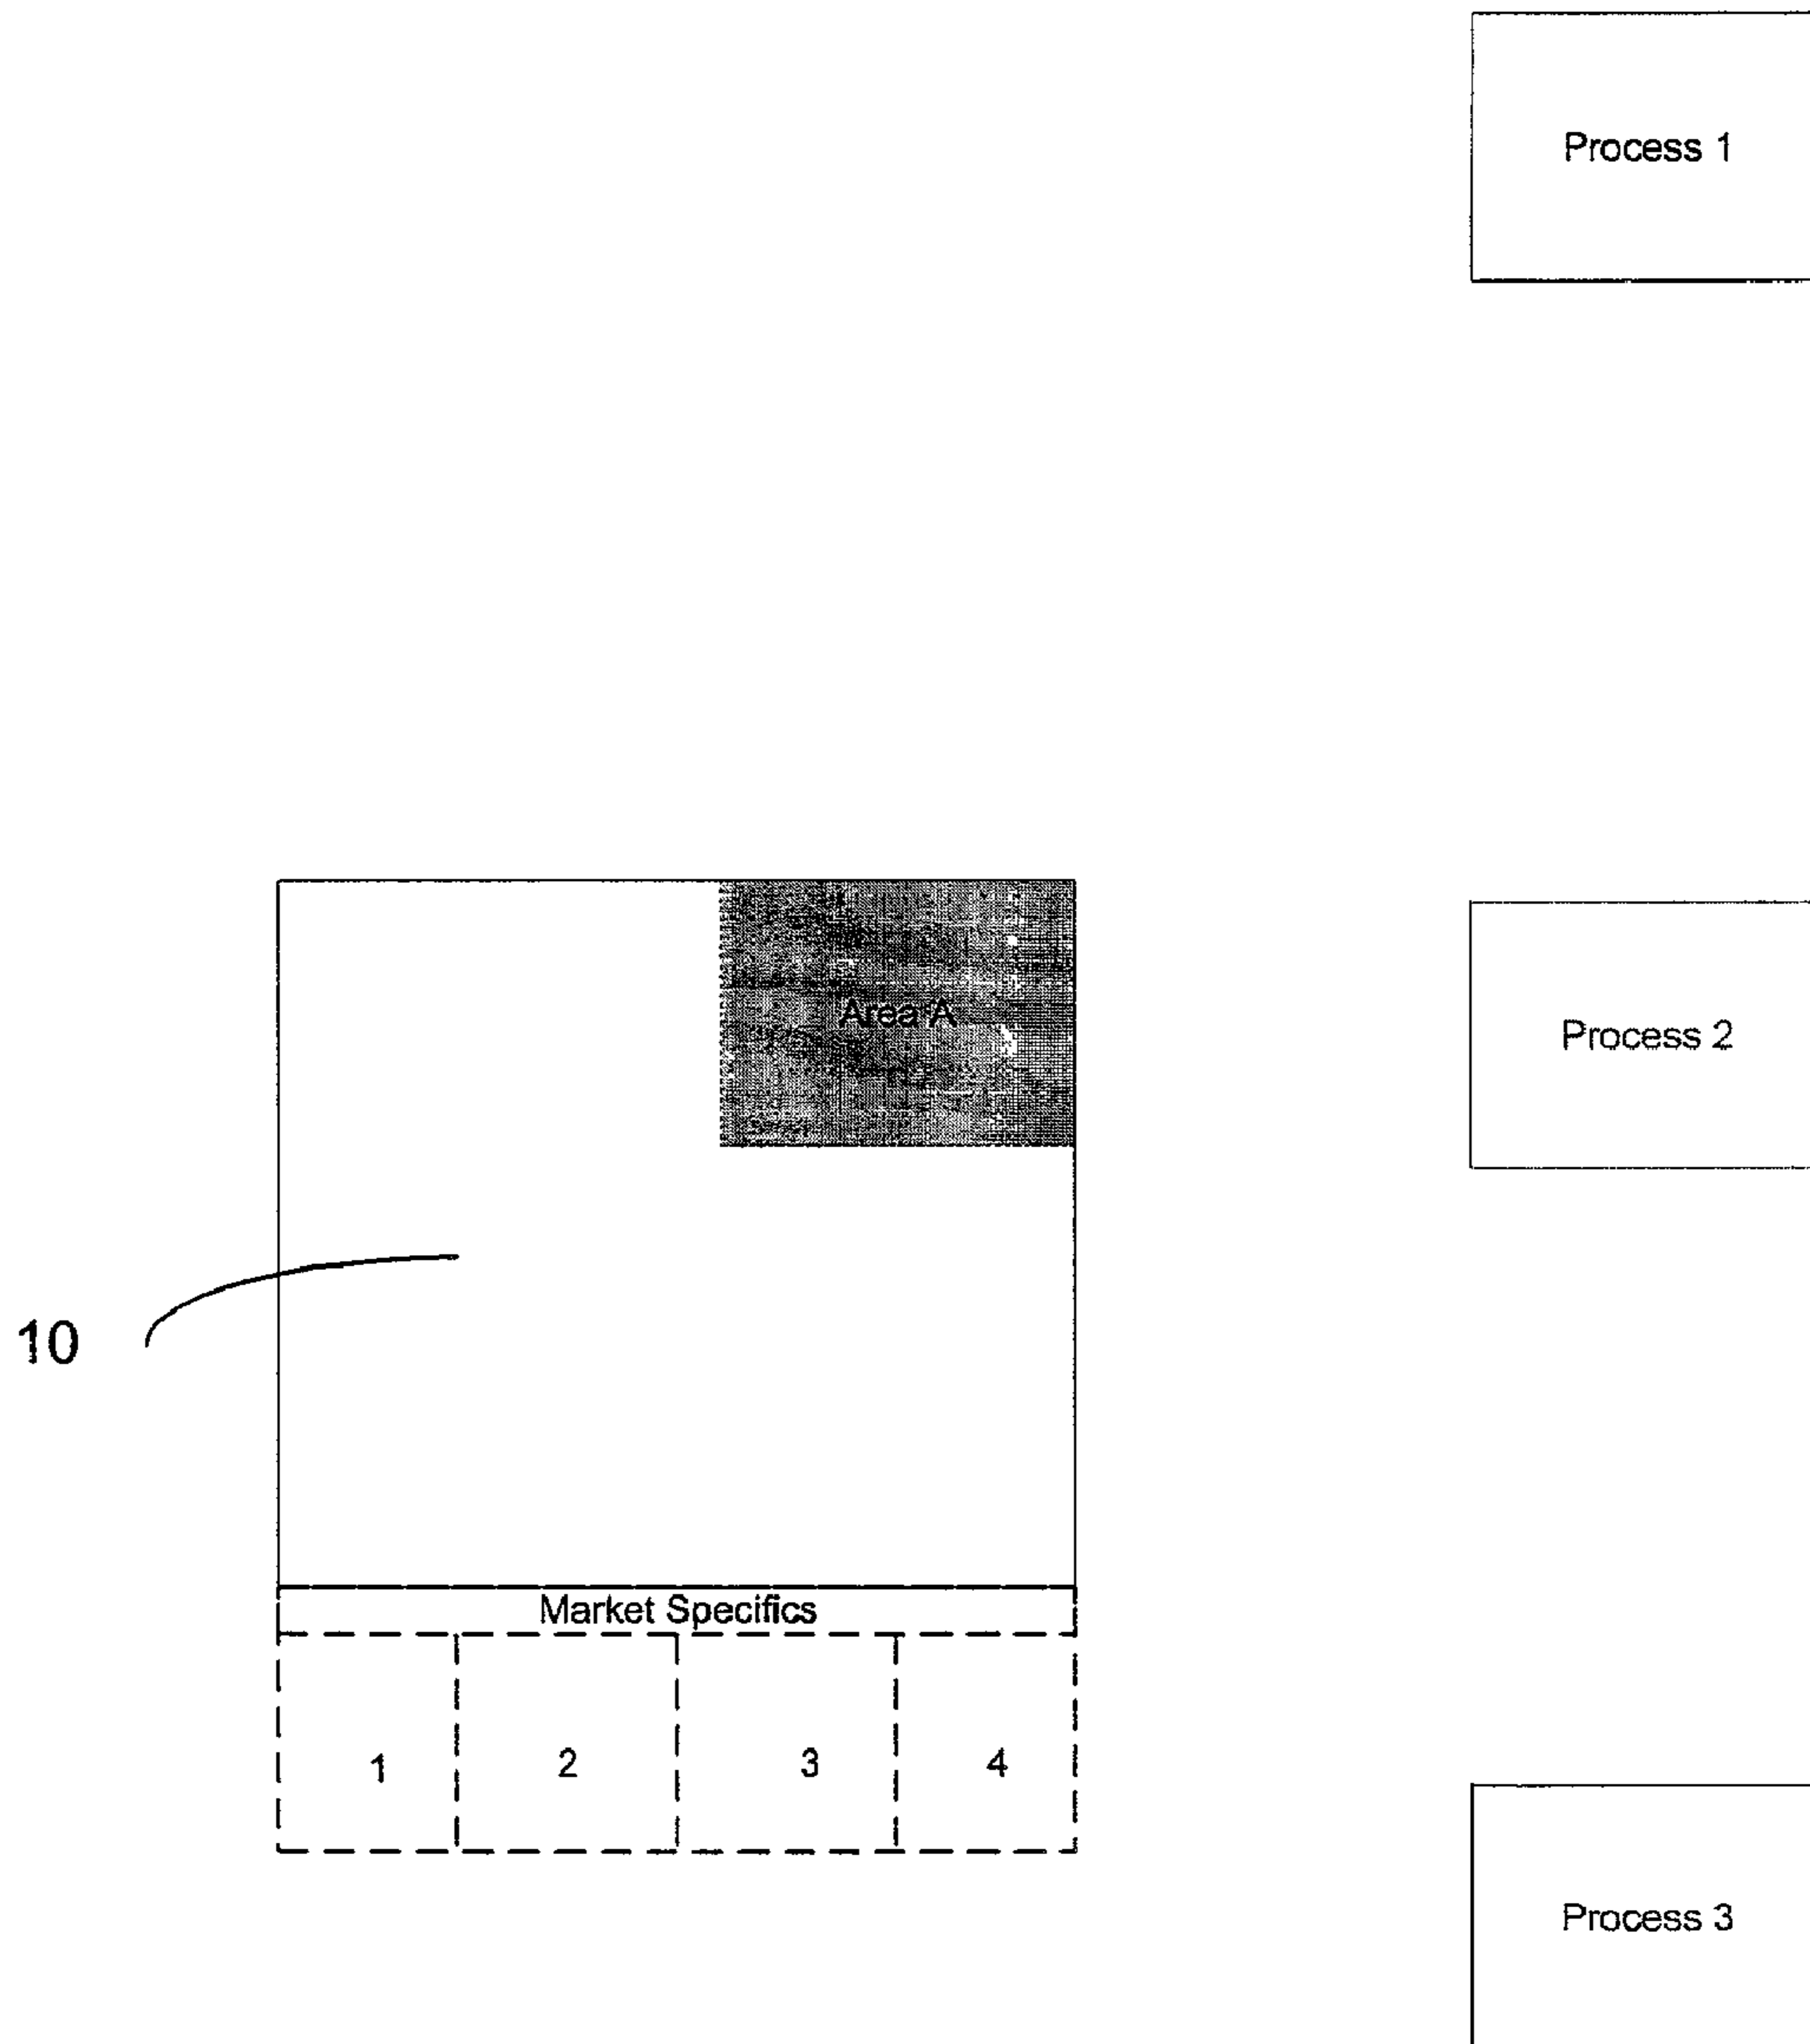 Process 1
Area A
Process 2
10
Market Specifics
1 2 3 4
Process 3